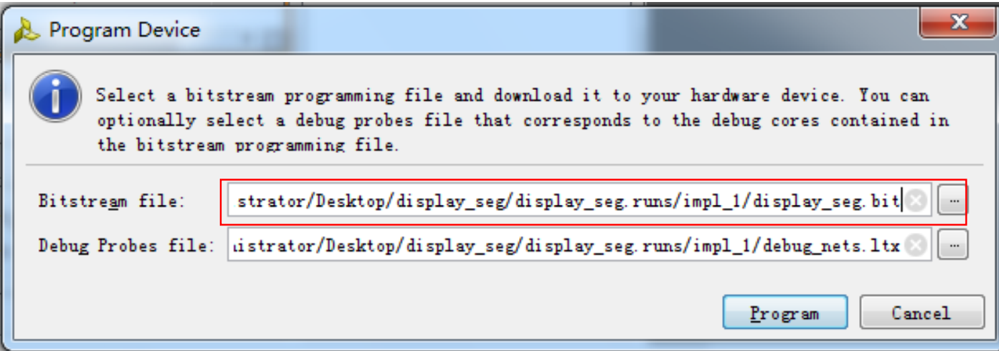 Program Device
Select a bitstream programming file and download it to your hardware device. You can
optionally select a debug probes file that corresponds to the debug cores contained in
the bitstream programming file.
Bitstream file: strator/Desktop/display_seg/display_seg.runs/impl_1/display_seg.bit ...
Debug Probes file: istrator/Desktop/display_seg/display_seg.runs/impl_1/debug_nets.ltx ...
Program Cancel